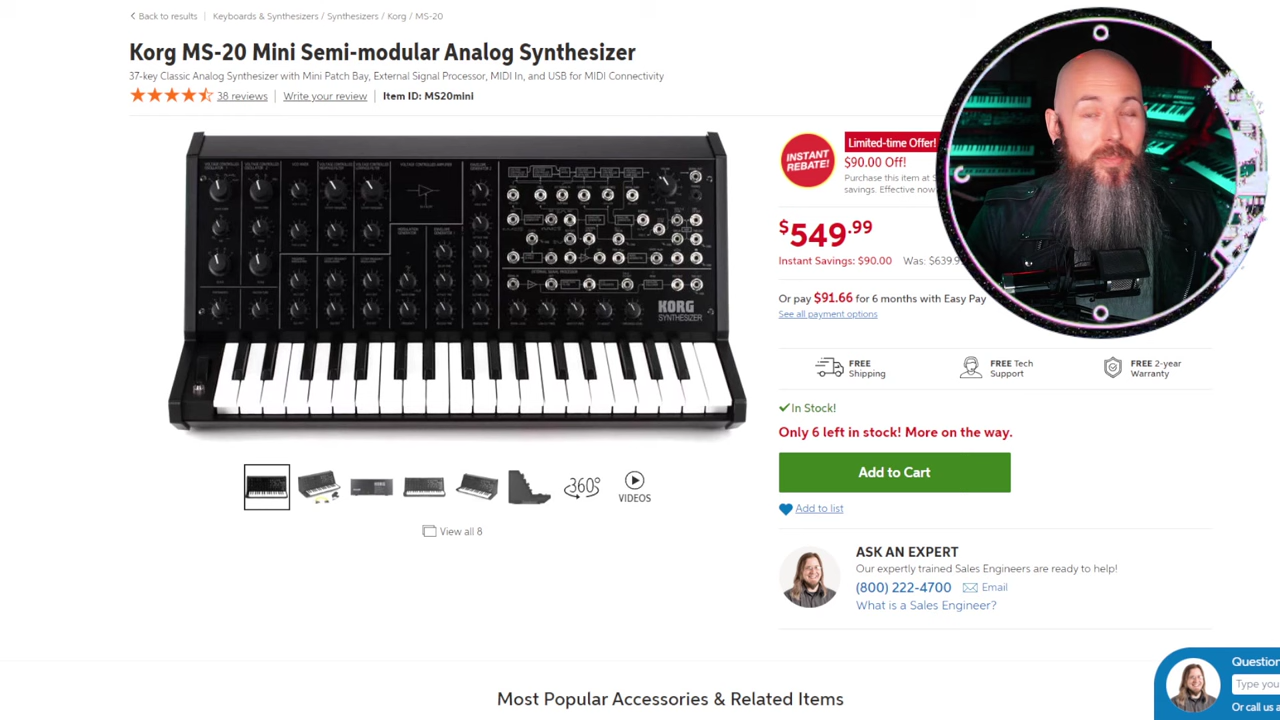 Back to results | Keyboards & Synthesizers / Synthesizers / Korg / MS-20
Korg MS-20 Mini Semi-modular Analog Synthesizer
37-key Classic Analog Synthesizer with Mini Patch Bay, External Signal Processor, MIDI In, and USB for MIDI Connectivity
38 reviews | Write your review | Item ID: MS20mini
INSTANT
REBATE!
Limited-time Offer!
$90.00 Off!
Purchase this item at
savings. Effective now
$549.99
Instant Savings: $90.00 Was: $639.9
Or pay $91.66 for 6 months with Easy Pay
See all payment options
FREE
Shipping
FREE Tech
Support
FREE 2-year
Warranty
In Stock!
Only 6 left in stock! More on the way.
Add to Cart
Add to list
ASK AN EXPERT
Our expertly trained Sales Engineers are ready to help!
(800) 222-4700 Email
What is a Sales Engineer?
KORG
SYNTHESIZER
360°
VIDEOS
View all 8
Most Popular Accessories & Related Items
Type you
Or call us